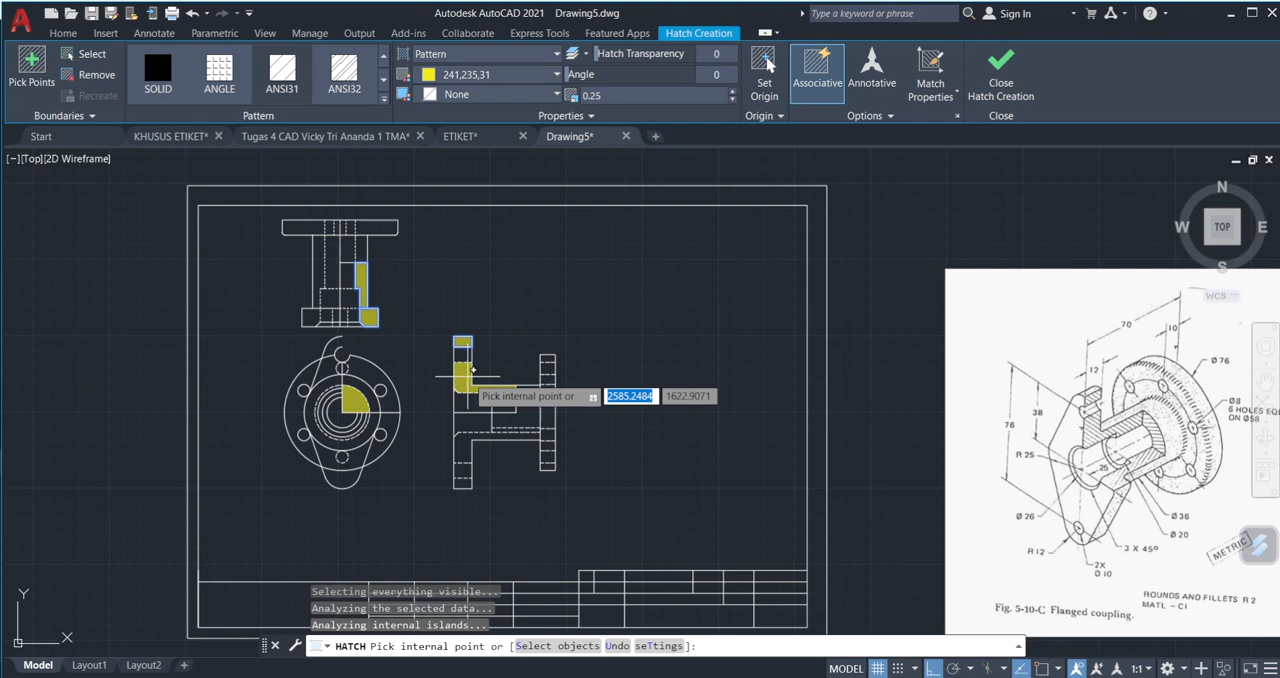 Autodesk AutoCAD 2021 Drawing5.dwg
Type a keyword or phrase
Sign In
Home Insert Annotate Parametric View Manage Output Add-ins Collaborate Express Tools Featured Apps Hatch Creation
Pick Points
Select
Remove
Recreate
Boundaries
SOLID ANGLE ANSI31 ANSI32
Pattern
Pattern
241,235,31
None
Hatch Transparency 0
Angle 0
0.25
Properties
Set
Origin
Origin
Associative
Annotative
Match
Properties
Options
Close
Hatch Creation
Close
Start KHUSUS ETIKET* Tugas 4 CAD Vicky Tri Ananda 1 TMA* ETIKET* Drawing5*
[−][Top][2D Wireframe]
N
W TOP E
S
WCS
Pick internal point or 2585.2484 1622.9071
70
10
Ø 76
12
Ø8
6 HOLES EQ
ON Ø58
38
76
R 25
25
Ø 26
Ø 36
Ø 20
R 12
3 X 45°
2X
Ø 10
METRIC
ROUNDS AND FILLETS R 2
MATL - CI
Fig. 5-10-C Flanged coupling.
Selecting everything visible...
Analyzing the selected data...
Analyzing internal islands...
Y
X
HATCH Pick internal point or [Select objects Undo seTtings]:
Model Layout1 Layout2
MODEL 1:1